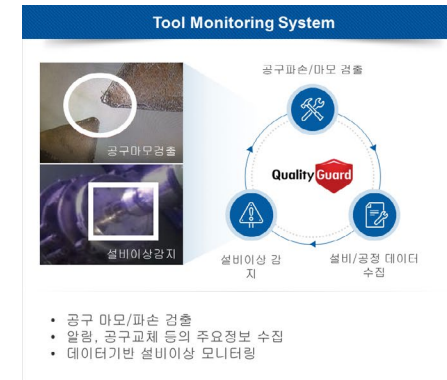 Tool Monitoring System
공구파손/마모 검출
공구마모검출
Quality Guard
설비이상감지
설비이상 감
지
설비/공정 데이터
수집
• 공구 마모/파손 검출
• 알람, 공구교체 등의 주요정보 수집
• 데이터기반 설비이상 모니터링